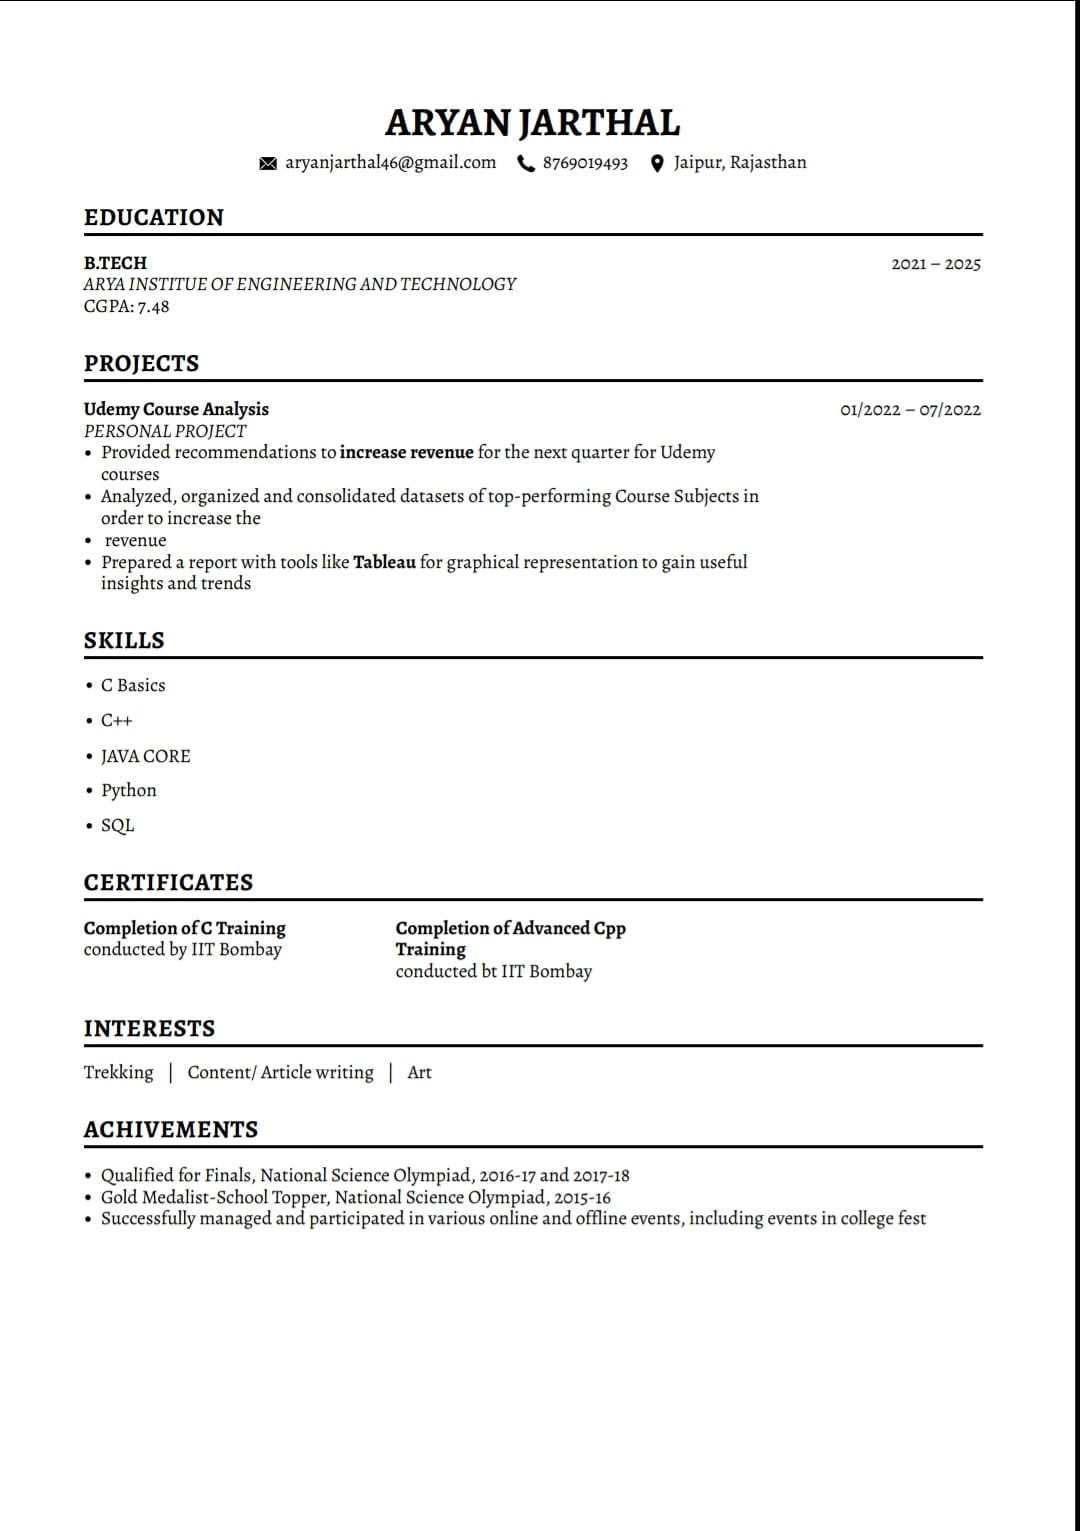 ARYAN JARTHAL
aryanjarthal46@gmail.com 8769019493 Jaipur, Rajasthan
EDUCATION
B.TECH 2021 – 2025
ARYA INSTITUE OF ENGINEERING AND TECHNOLOGY
CGPA: 7.48
PROJECTS
Udemy Course Analysis 01/2022 – 07/2022
PERSONAL PROJECT
• Provided recommendations to increase revenue for the next quarter for Udemy
courses
• Analyzed, organized and consolidated datasets of top-performing Course Subjects in
order to increase the
• revenue
• Prepared a report with tools like Tableau for graphical representation to gain useful
insights and trends
SKILLS
• C Basics
• C++
• JAVA CORE
• Python
• SQL
CERTIFICATES
Completion of C Training
conducted by IIT Bombay
Completion of Advanced Cpp
Training
conducted bt IIT Bombay
INTERESTS
Trekking | Content/ Article writing | Art
ACHIVEMENTS
• Qualified for Finals, National Science Olympiad, 2016-17 and 2017-18
• Gold Medalist-School Topper, National Science Olympiad, 2015-16
• Successfully managed and participated in various online and offline events, including events in college fest